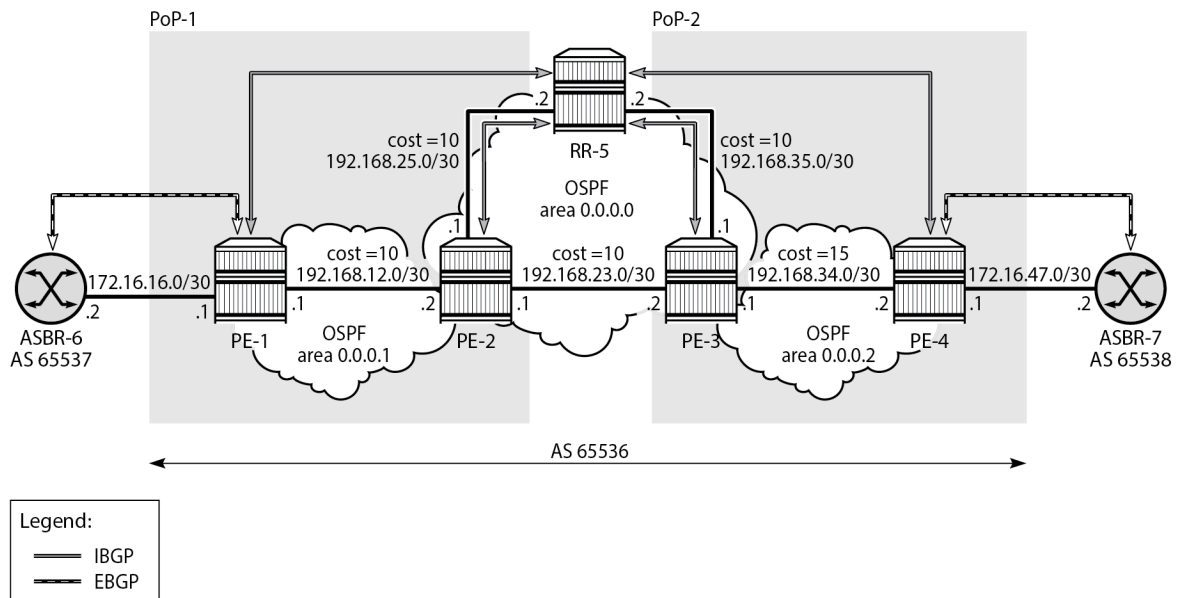 PoP-1
PoP-2
.2
.2
cost =10
192.168.25.0/30
RR-5
cost =10
192.168.35.0/30
OSPF
area 0.0.0.0
.1
.1
172.16.16.0/30
cost =10
192.168.12.0/30
cost =10
192.168.23.0/30
cost =15
192.168.34.0/30
172.16.47.0/30
.2
.1
.1
.2
.1
.2
.1
.2
.1
.2
ASBR-6
AS 65537
PE-1
OSPF
area 0.0.0.1
PE-2
PE-3
OSPF
area 0.0.0.2
PE-4
ASBR-7
AS 65538
AS 65536
Legend:
IBGP
EBGP